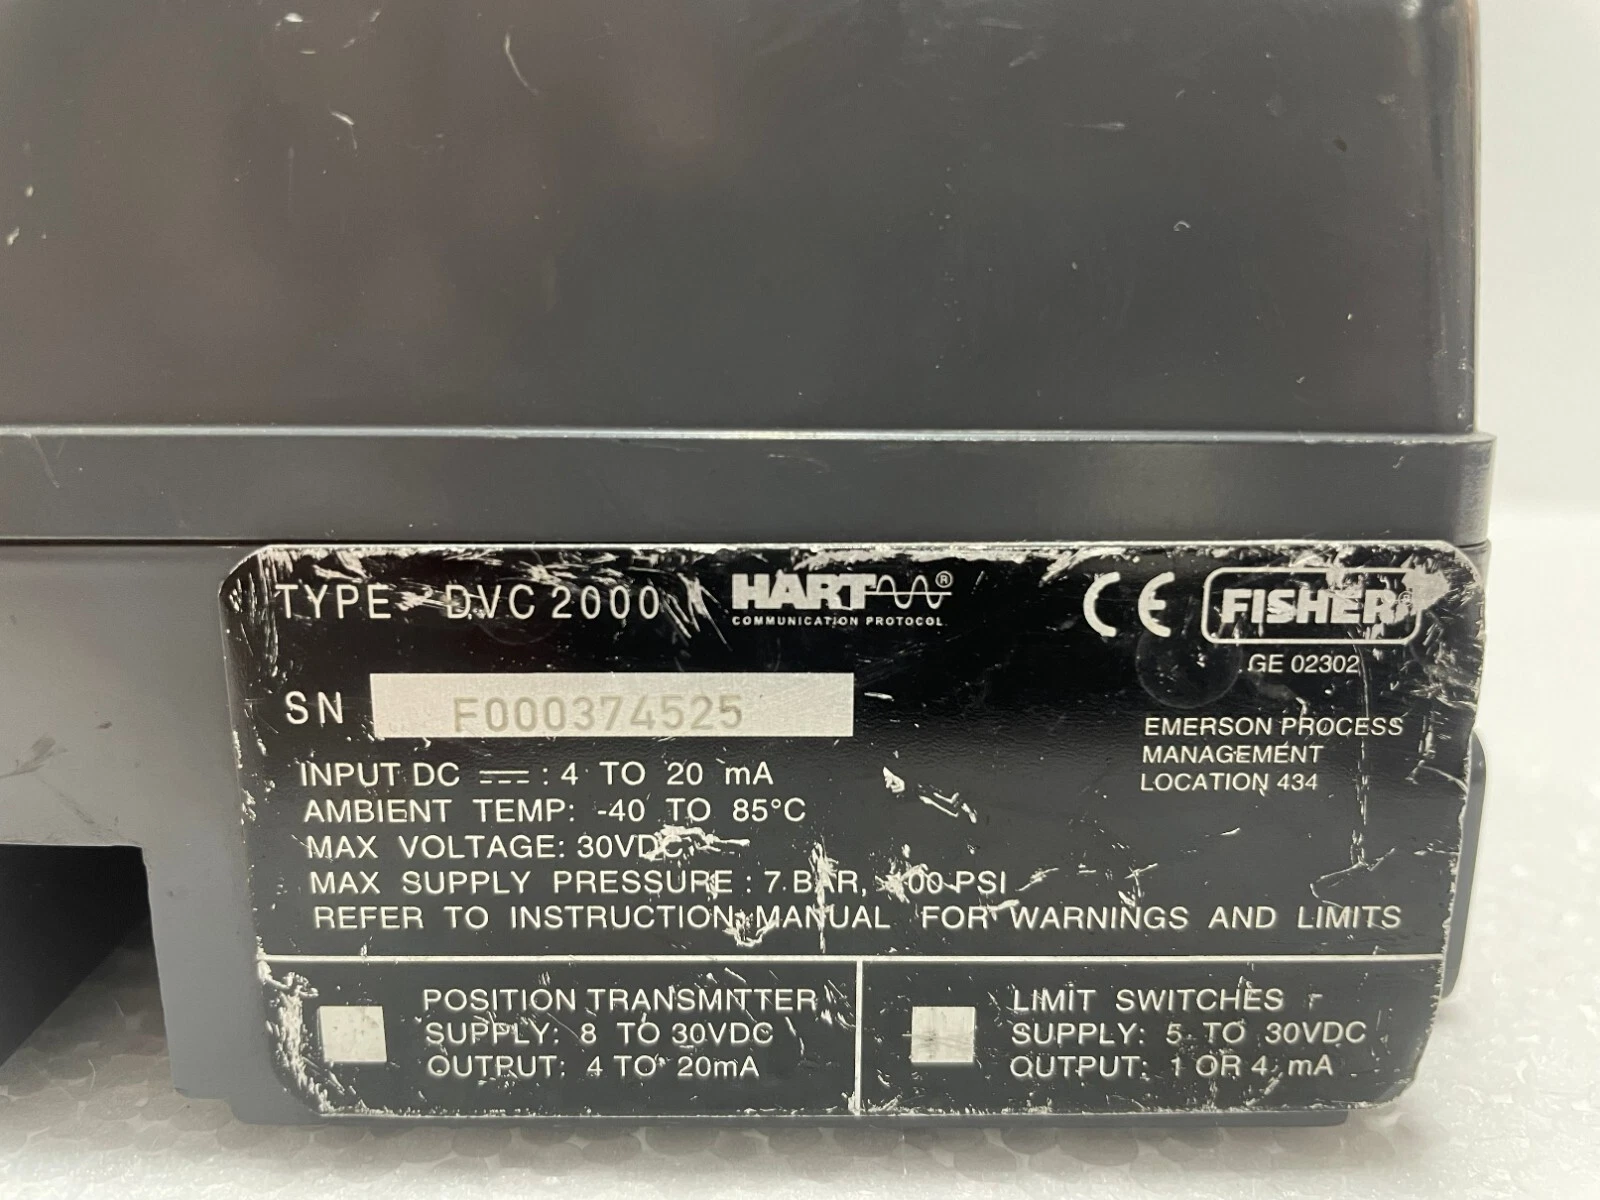 TYPE DVC 2000 HART®
COMMUNICATION PROTOCOL
CE FISHER®
GE 02302
SN F000374525
EMERSON PROCESS
MANAGEMENT
LOCATION 434
INPUT DC ⎓ : 4 TO 20 mA
AMBIENT TEMP: -40 TO 85°C
MAX VOLTAGE: 30VDC
MAX SUPPLY PRESSURE : 7 BAR, PSI
REFER TO INSTRUCTION MANUAL FOR WARNINGS AND LIMITS
POSITION TRANSMITTER
SUPPLY: 8 TO 30VDC
OUTPUT: 4 TO 20mA
LIMIT SWITCHES
SUPPLY: 5 TO 30VDC
OUTPUT: 1 OR 4 mA